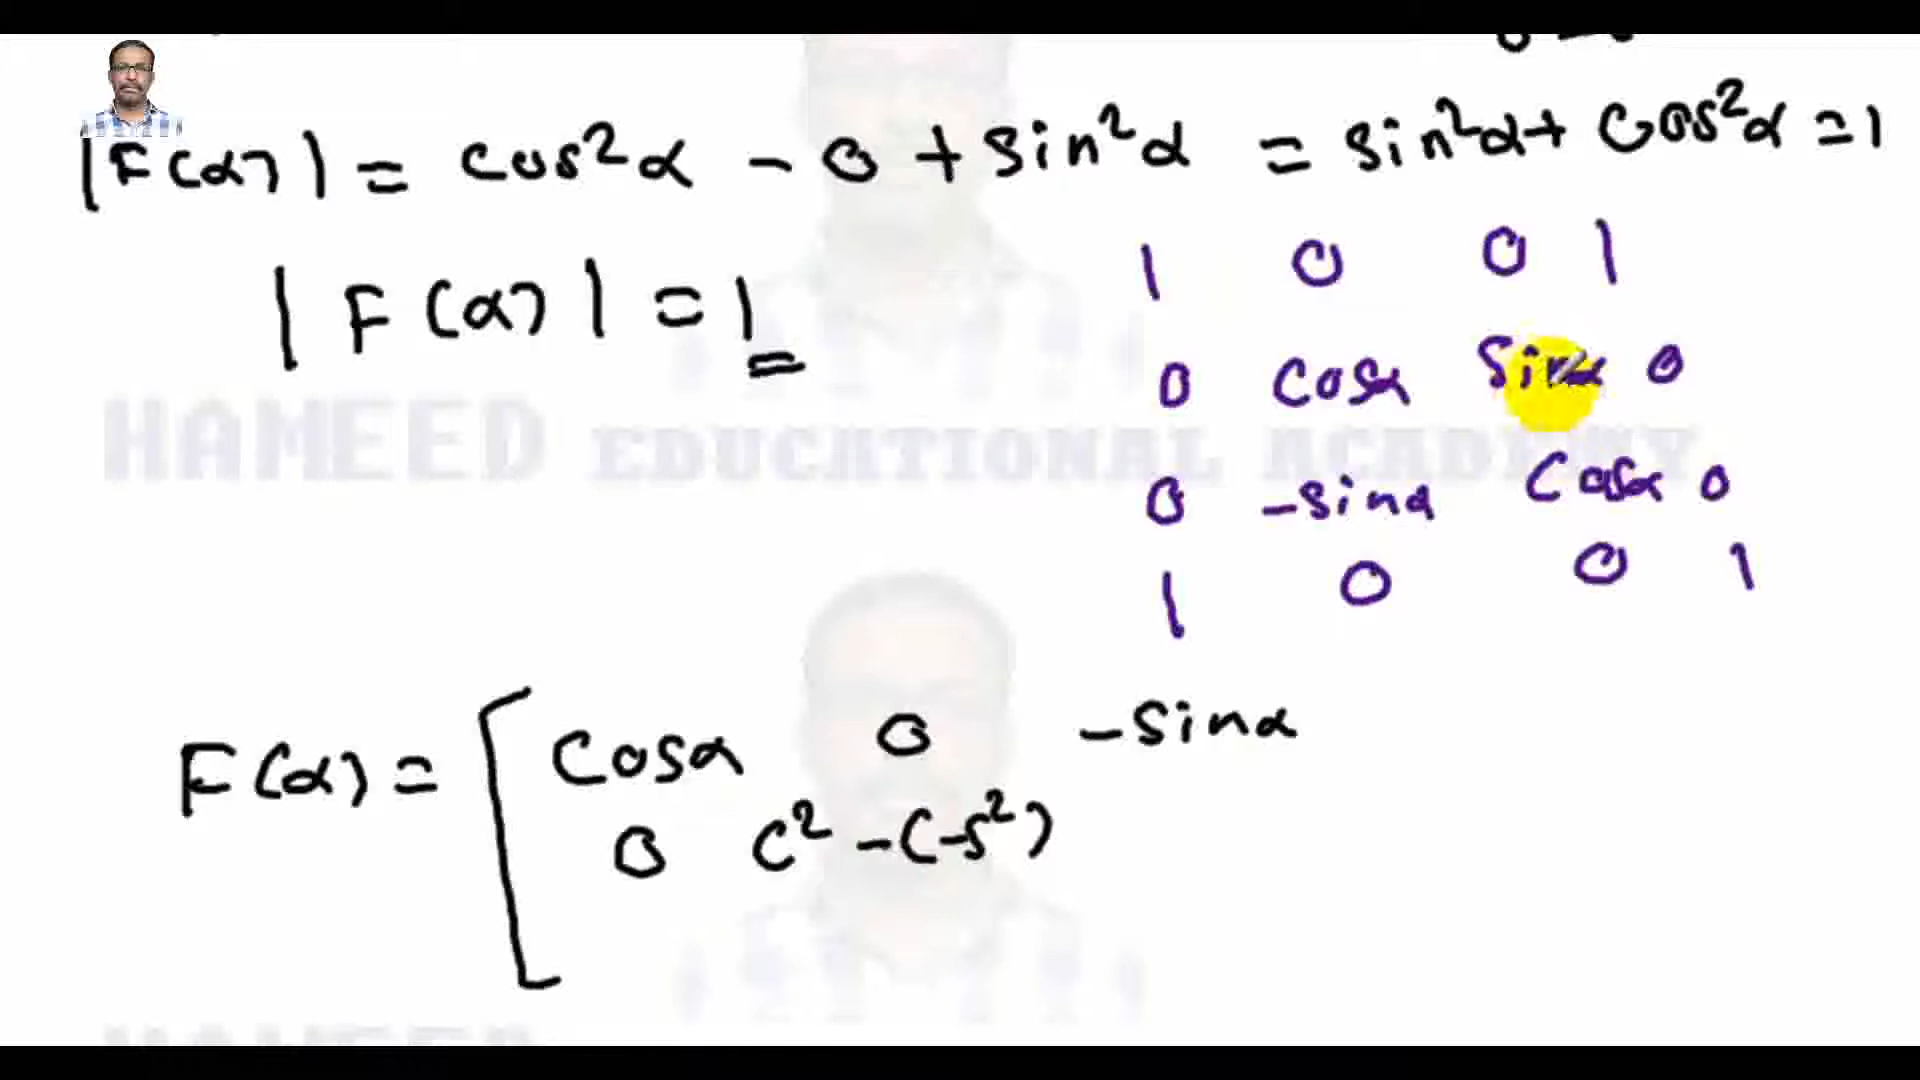 |F(α)| = cos²α - 0 + sin²α = sin²α + cos²α = 1
|F(α)| = 1
1 0 0 1
0 cosα sinα 0
0 -sinα cosα 0
1 0 0 1
HAMEED EDUCATIONAL ACADEMY
F(α) = [ cosα 0 -sinα
0 c² -(-s²)
HAMEED